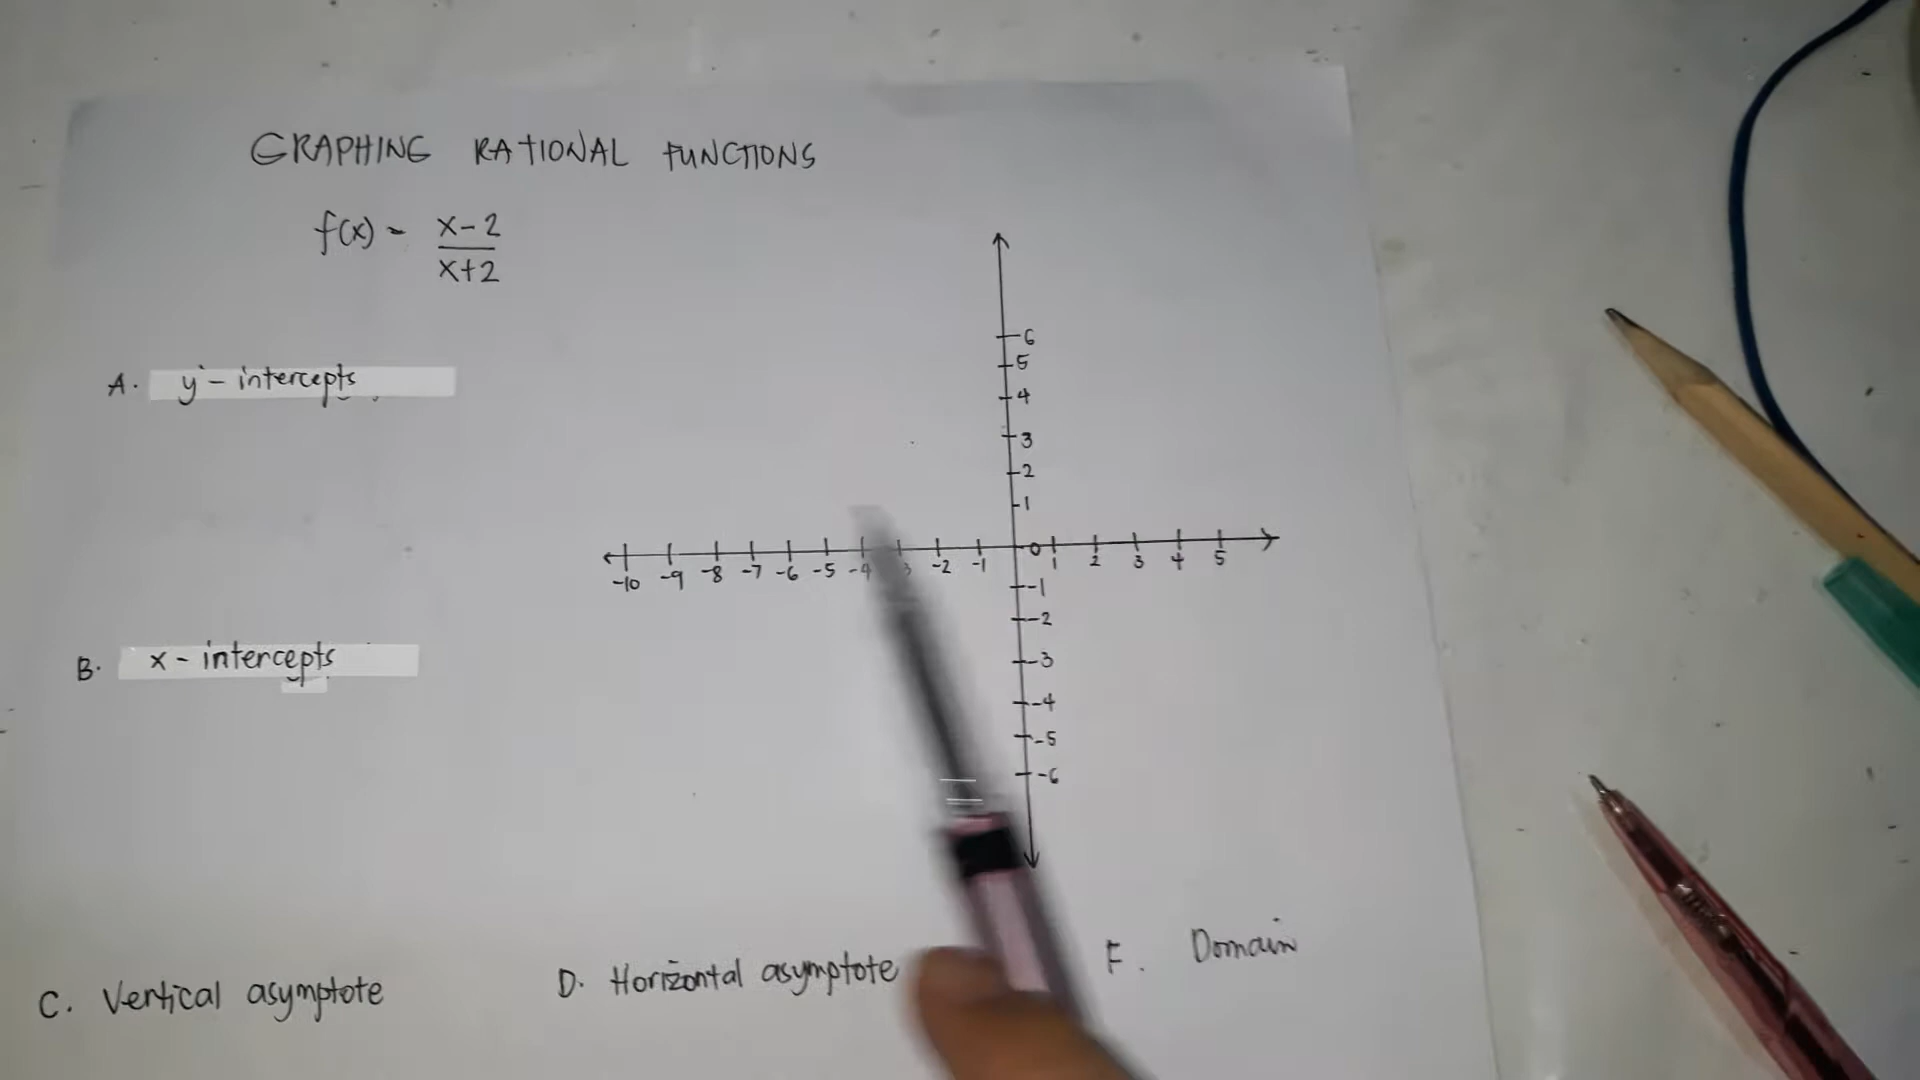 GRAPHING RATIONAL FUNCTIONS
f(x) = x-2
x+2
A. y - intercepts
6
5
4
3
2
1
-10 -9 -8 -7 -6 -5 -4 3 -2 -1 0 1 2 3 4 5
-1
-2
-3
-4
-5
-6
B. x - intercepts
C. Vertical asymptote
D. Horizontal asymptote
F. Domain